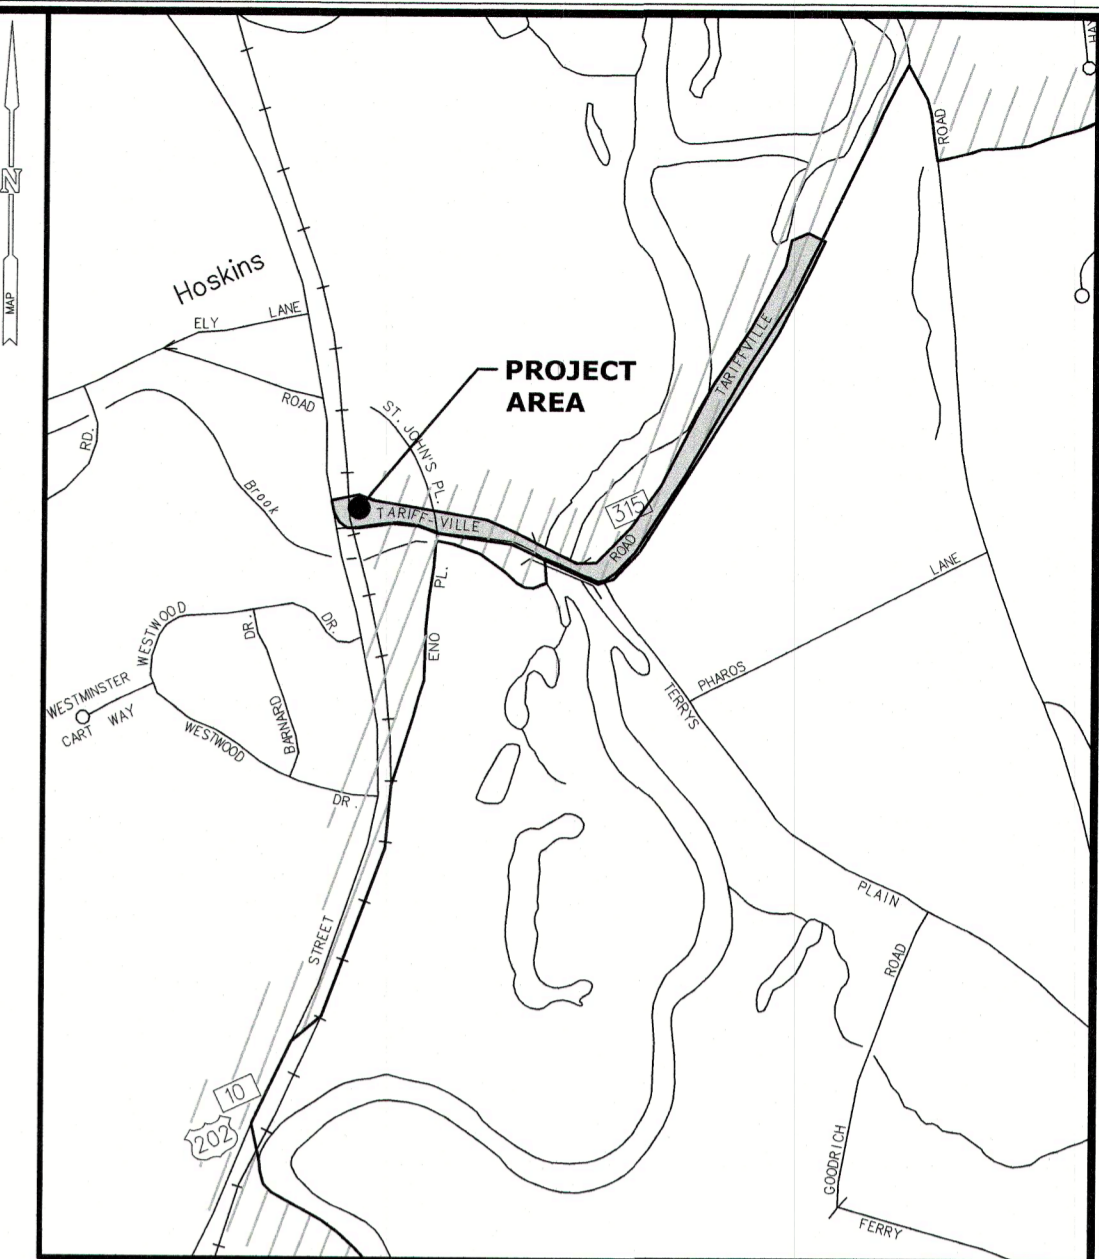 N
MAP
HAY
ROAD
Hoskins
ELY LANE
ROAD
RD.
Brook
PROJECT
AREA
ST. JOHN'S PL.
TARIFF-VILLE
TARIFFVILLE
315
ROAD
LANE
PHAROS
TERRYS
PLAIN
PL.
ENO
WESTWOOD
DR.
DR.
WESTMINSTER
CART WAY
BARNARD
WESTWOOD
DR.
STREET
ROAD
10
202
GOODRICH
FERRY